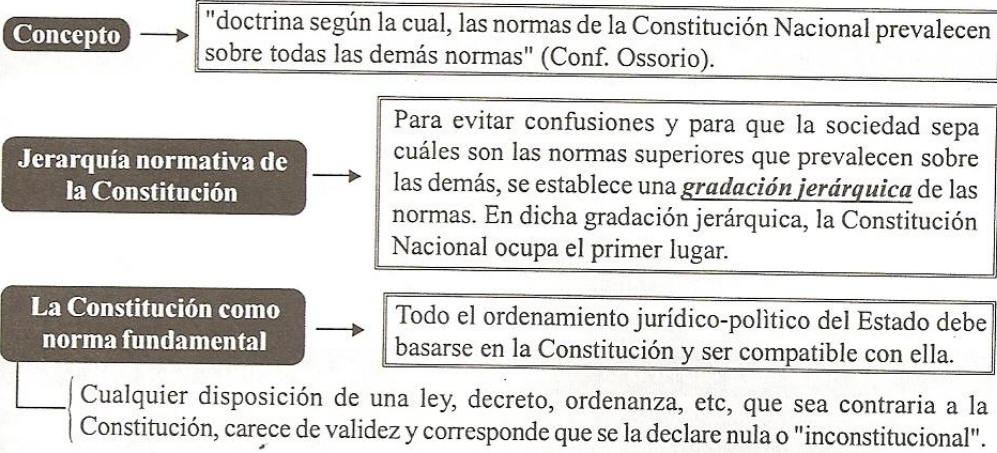 Concepto
"doctrina según la cual, las normas de la Constitución Nacional prevalecen
sobre todas las demás normas" (Conf. Ossorio).
Jerarquía normativa de
la Constitución
Para evitar confusiones y para que la sociedad sepa
cuáles son las normas superiores que prevalecen sobre
las demás, se establece una gradación jerárquica de las
normas. En dicha gradación jerárquica, la Constitución
Nacional ocupa el primer lugar.
La Constitución como
norma fundamental
Todo el ordenamiento jurídico-político del Estado debe
basarse en la Constitución y ser compatible con ella.
Cualquier disposición de una ley, decreto, ordenanza, etc, que sea contraria a la
Constitución, carece de validez y corresponde que se la declare nula o "inconstitucional".